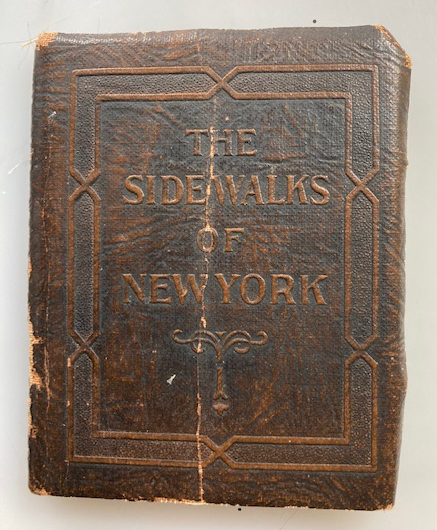 THE
SIDEWALKS
OF
NEW YORK